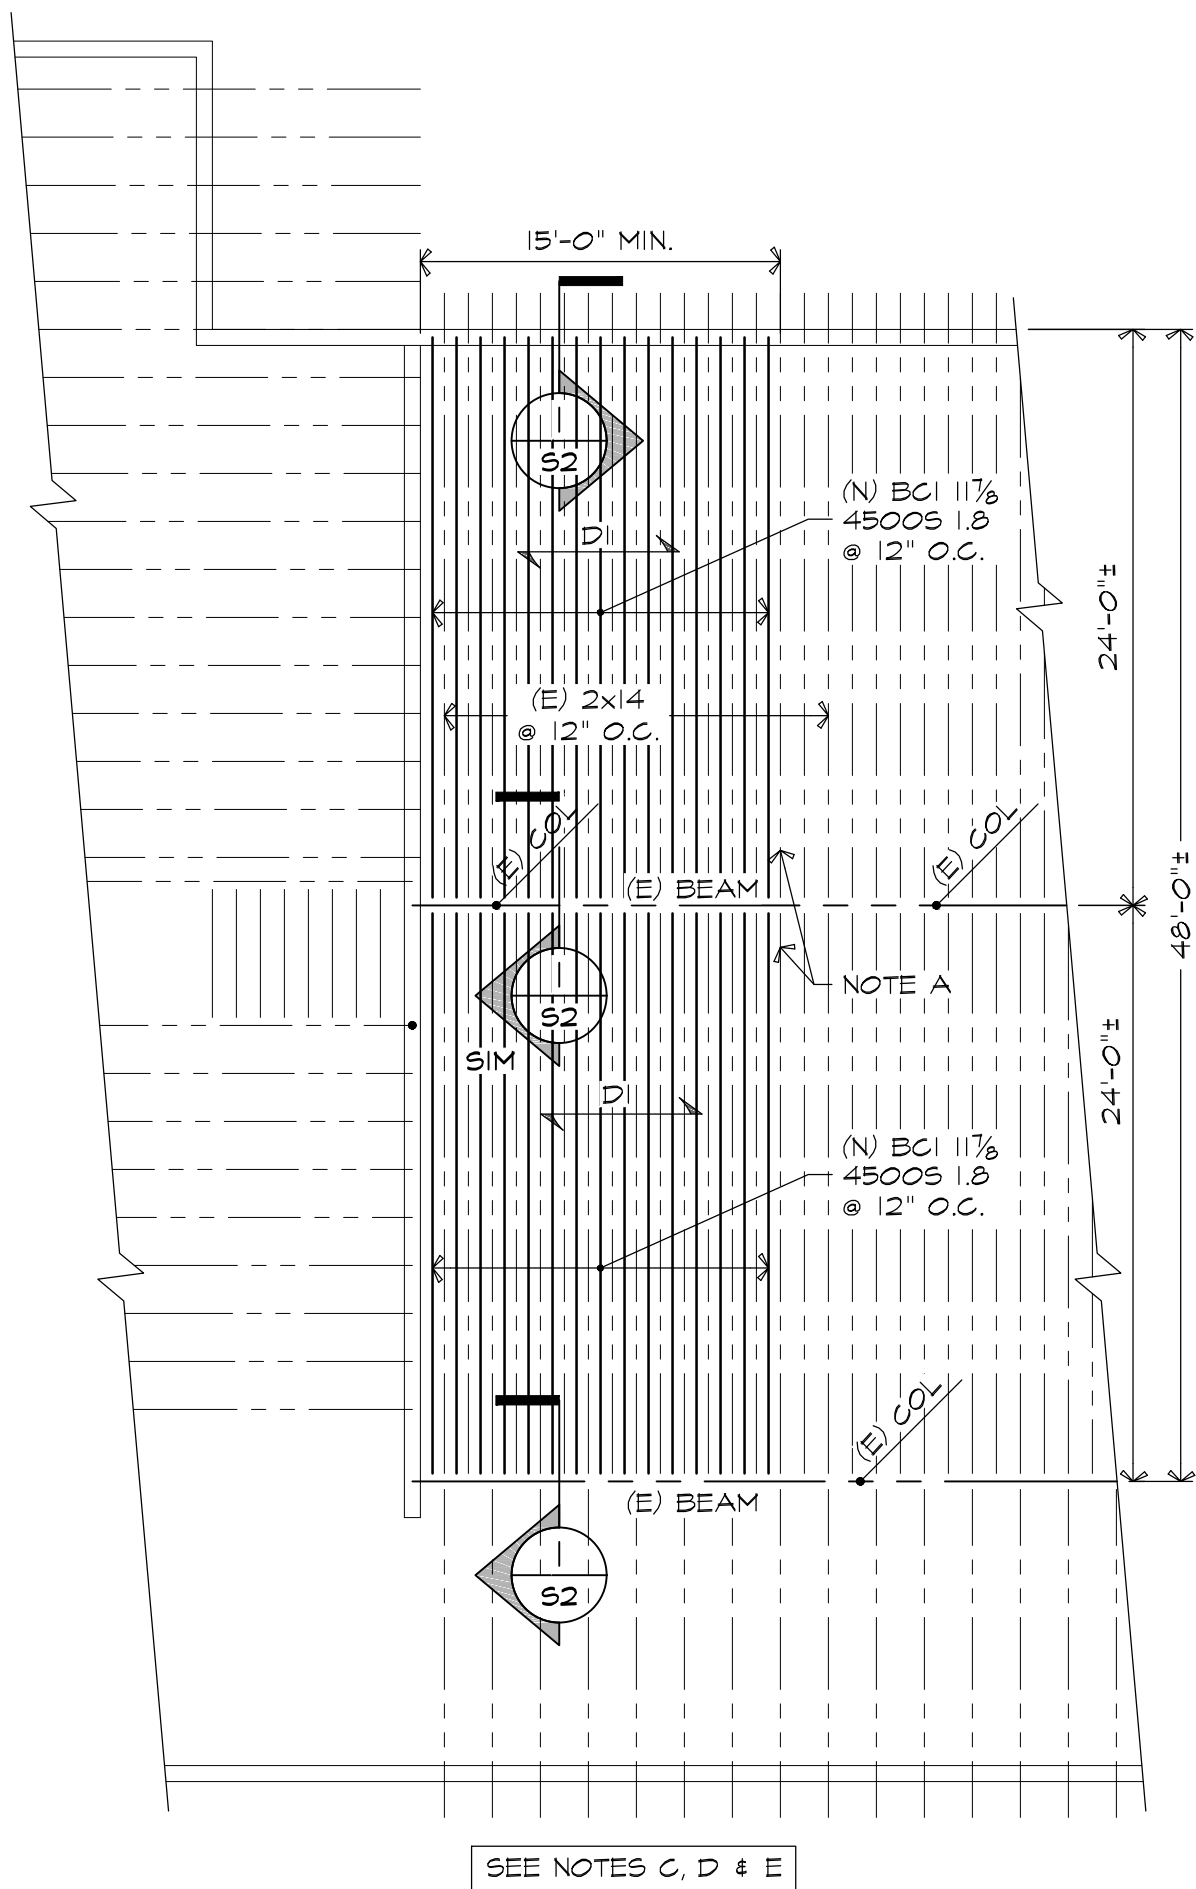 15'-0" MIN.
S2
(N) BCI 11⅞
4500S 1.8
@ 12" O.C.
D1
24'-0"±
(E) 2x14
@ 12" O.C.
(E) COL
(E) COL
(E) BEAM
48'-0"±
NOTE A
S2
SIM
24'-0"±
D1
(N) BCI 11⅞
4500S 1.8
@ 12" O.C.
(E) COL
(E) BEAM
S2
SEE NOTES C, D & E